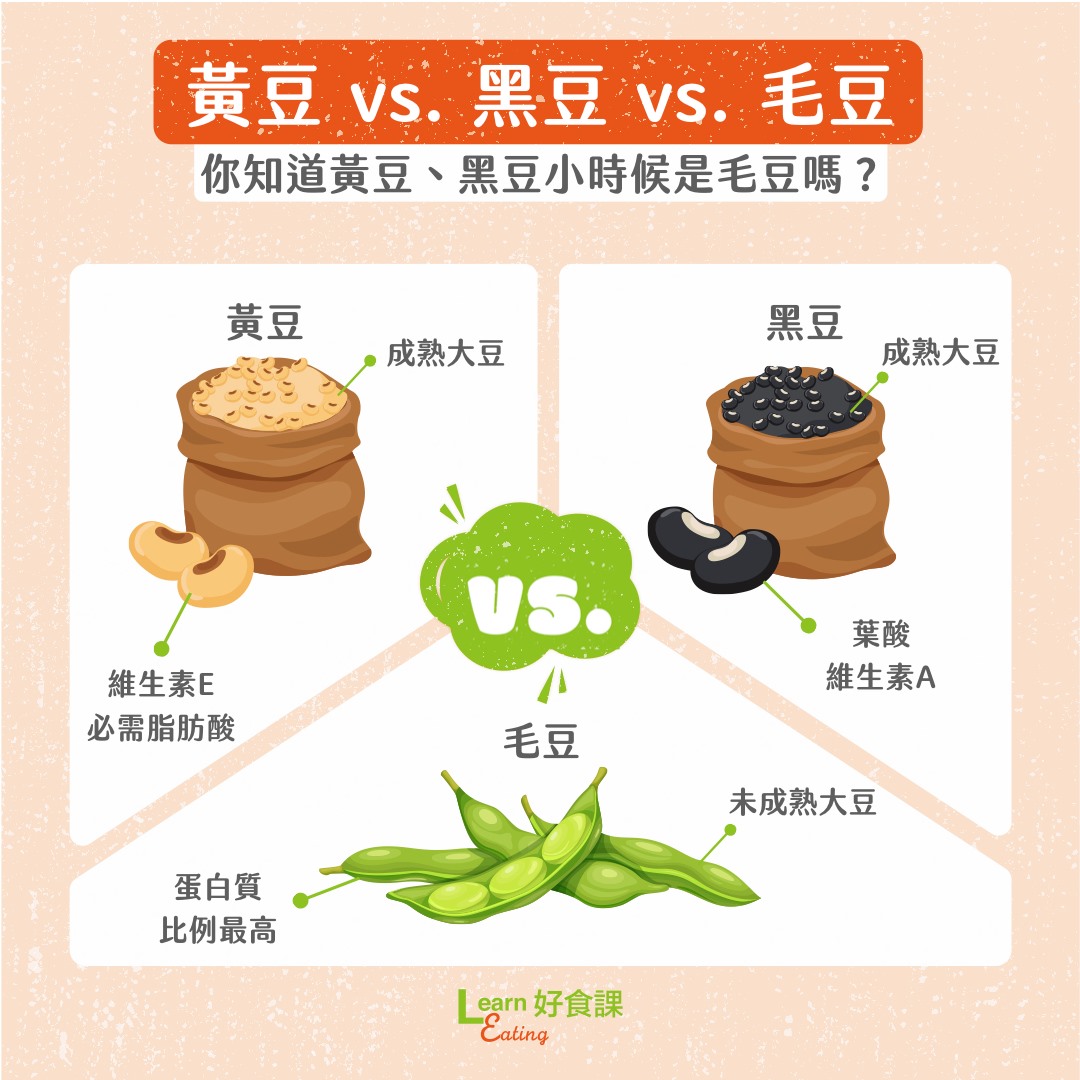 黃豆 vs. 黑豆 vs. 毛豆
你知道黃豆、黑豆小時候是毛豆嗎？
黃豆
成熟大豆
維生素E
必需脂肪酸
黑豆
成熟大豆
葉酸
維生素A
vs.
毛豆
未成熟大豆
蛋白質
比例最高
Learn 好食課
Eating